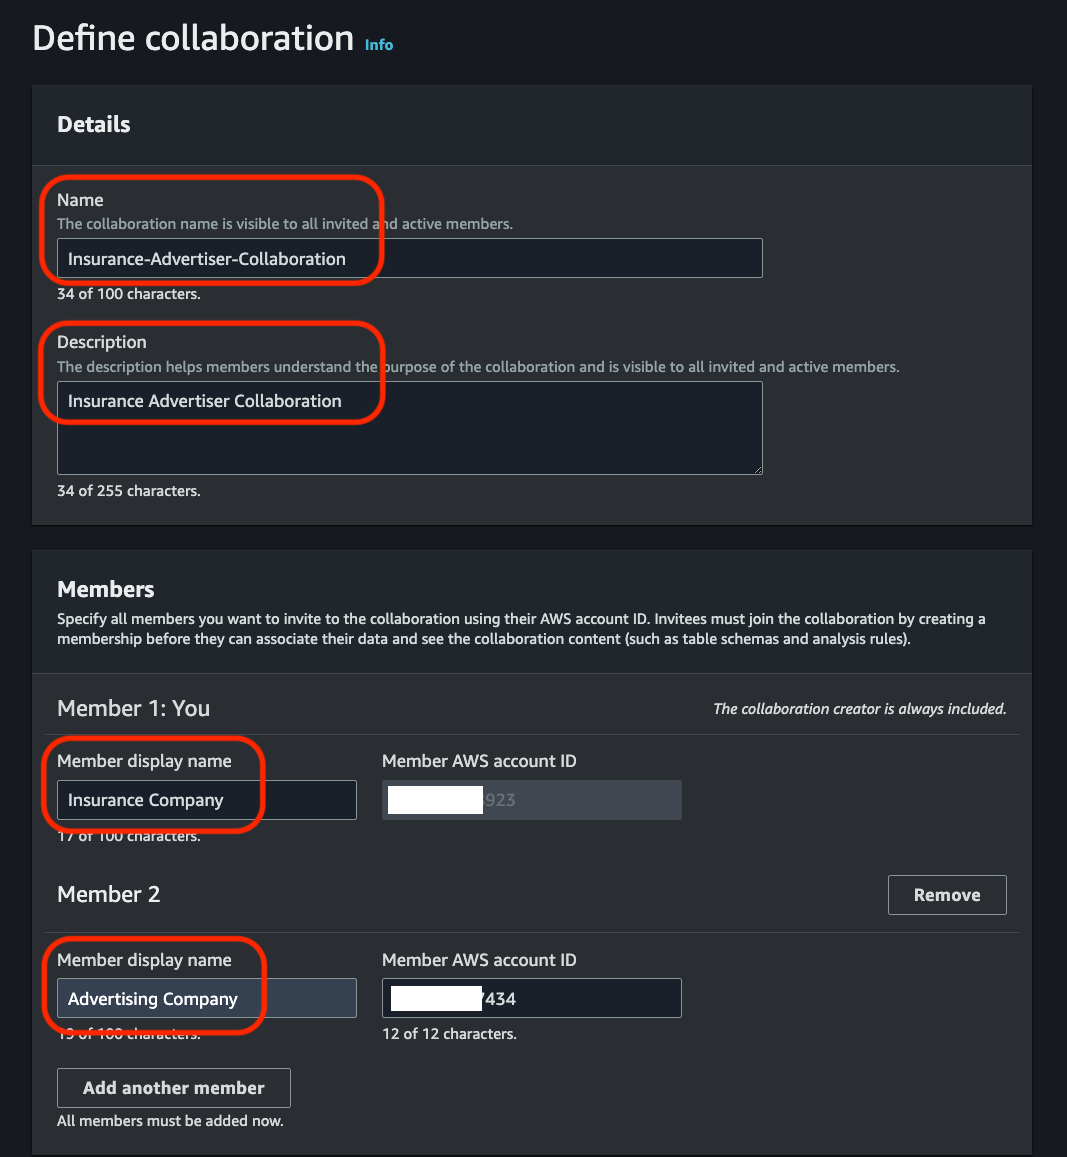 Define collaboration Info
Details
Name
The collaboration name is visible to all invited and active members.
Insurance-Advertiser-Collaboration
34 of 100 characters.
Description
The description helps members understand the purpose of the collaboration and is visible to all invited and active members.
Insurance Advertiser Collaboration
34 of 255 characters.
Members
Specify all members you want to invite to the collaboration using their AWS account ID. Invitees must join the collaboration by creating a
membership before they can associate their data and see the collaboration content (such as table schemas and analysis rules).
Member 1: You
The collaboration creator is always included.
Member display name
Member AWS account ID
Insurance Company
923
17 of 100 characters.
Member 2
Remove
Member display name
Member AWS account ID
Advertising Company
434
19 of 100 characters.
12 of 12 characters.
Add another member
All members must be added now.